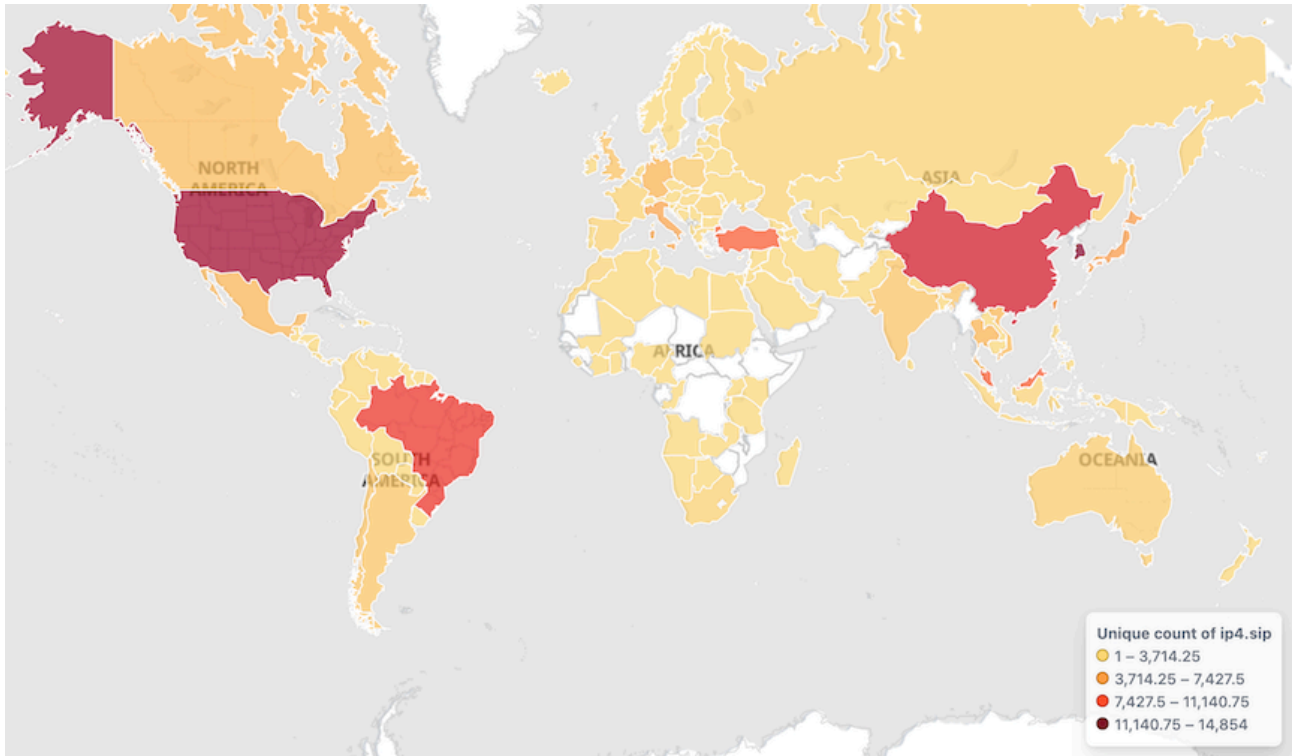 NORTH
AMERICA
ASIA
AFRICA
SOUTH
AMERICA
OCEANIA
Unique count of ip4.sip
1 – 3,714.25
3,714.25 – 7,427.5
7,427.5 – 11,140.75
11,140.75 – 14,854